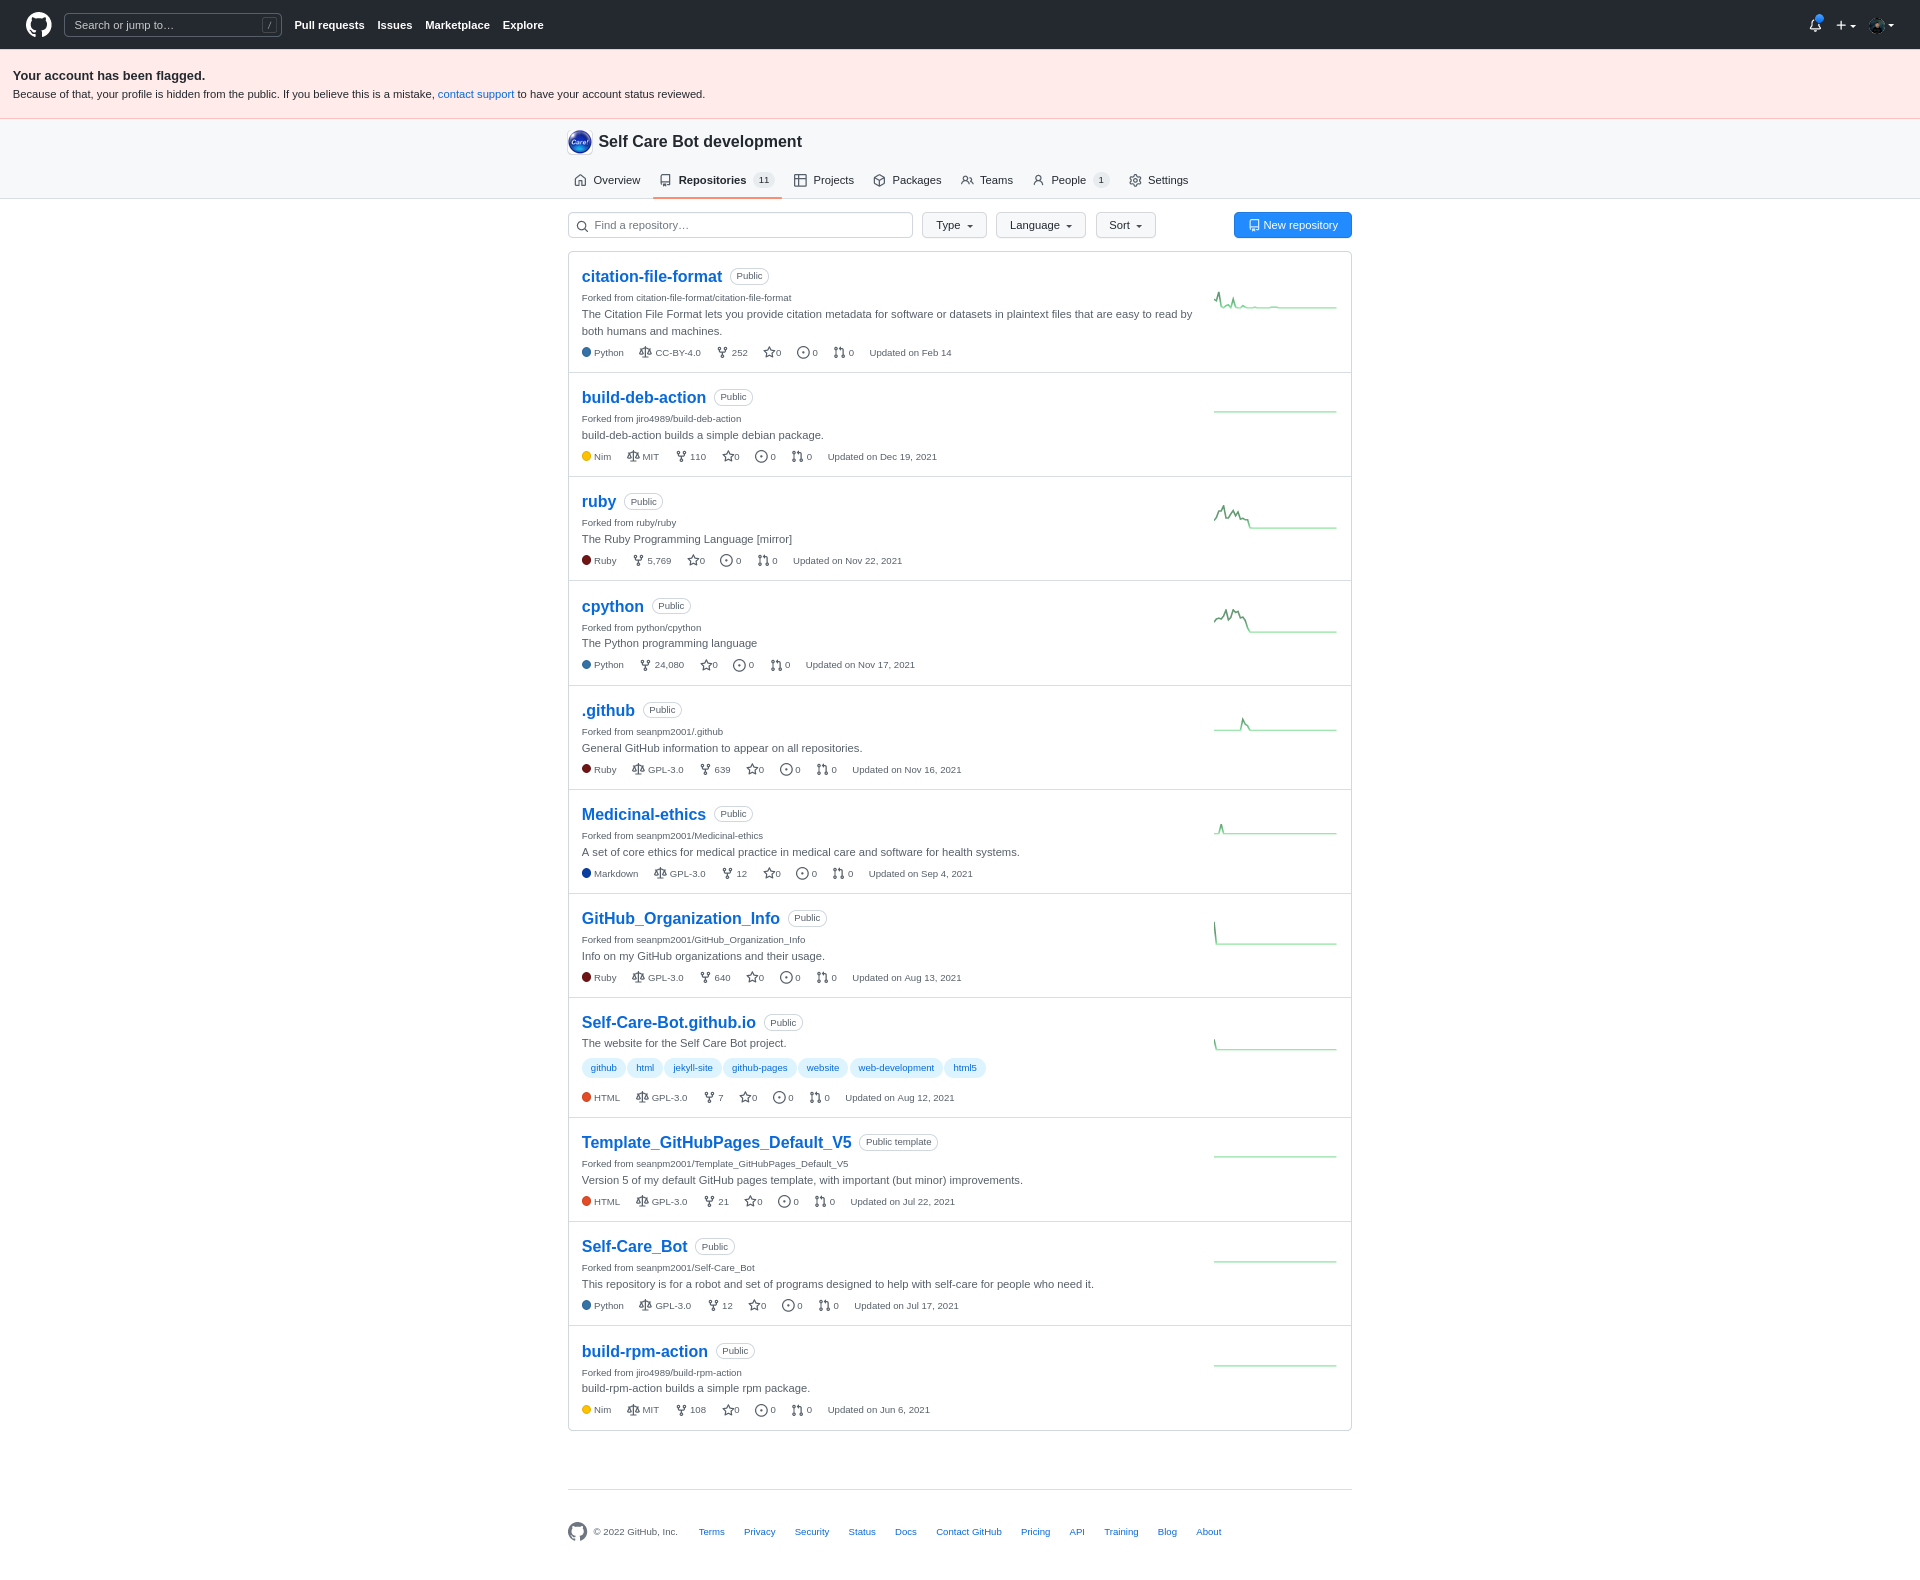 Search or jump to… /
Pull requests Issues Marketplace Explore
Your account has been flagged.
Because of that, your profile is hidden from the public. If you believe this is a mistake, contact support to have your account status reviewed.
Care!
Self Care Bot development
Overview Repositories 11 Projects Packages Teams People 1 Settings
Find a repository… Type Language Sort New repository
citation-file-format Public
Forked from citation-file-format/citation-file-format
The Citation File Format lets you provide citation metadata for software or datasets in plaintext files that are easy to read by
both humans and machines.
Python CC-BY-4.0 252 0 0 0 Updated on Feb 14
build-deb-action Public
Forked from jiro4989/build-deb-action
build-deb-action builds a simple debian package.
Nim MIT 110 0 0 0 Updated on Dec 19, 2021
ruby Public
Forked from ruby/ruby
The Ruby Programming Language [mirror]
Ruby 5,769 0 0 0 Updated on Nov 22, 2021
cpython Public
Forked from python/cpython
The Python programming language
Python 24,080 0 0 0 Updated on Nov 17, 2021
.github Public
Forked from seanpm2001/.github
General GitHub information to appear on all repositories.
Ruby GPL-3.0 639 0 0 0 Updated on Nov 16, 2021
Medicinal-ethics Public
Forked from seanpm2001/Medicinal-ethics
A set of core ethics for medical practice in medical care and software for health systems.
Markdown GPL-3.0 12 0 0 0 Updated on Sep 4, 2021
GitHub_Organization_Info Public
Forked from seanpm2001/GitHub_Organization_Info
Info on my GitHub organizations and their usage.
Ruby GPL-3.0 640 0 0 0 Updated on Aug 13, 2021
Self-Care-Bot.github.io Public
The website for the Self Care Bot project.
github html jekyll-site github-pages website web-development html5
HTML GPL-3.0 7 0 0 0 Updated on Aug 12, 2021
Template_GitHubPages_Default_V5 Public template
Forked from seanpm2001/Template_GitHubPages_Default_V5
Version 5 of my default GitHub pages template, with important (but minor) improvements.
HTML GPL-3.0 21 0 0 0 Updated on Jul 22, 2021
Self-Care_Bot Public
Forked from seanpm2001/Self-Care_Bot
This repository is for a robot and set of programs designed to help with self-care for people who need it.
Python GPL-3.0 12 0 0 0 Updated on Jul 17, 2021
build-rpm-action Public
Forked from jiro4989/build-rpm-action
build-rpm-action builds a simple rpm package.
Nim MIT 108 0 0 0 Updated on Jun 6, 2021
© 2022 GitHub, Inc. Terms Privacy Security Status Docs Contact GitHub Pricing API Training Blog About